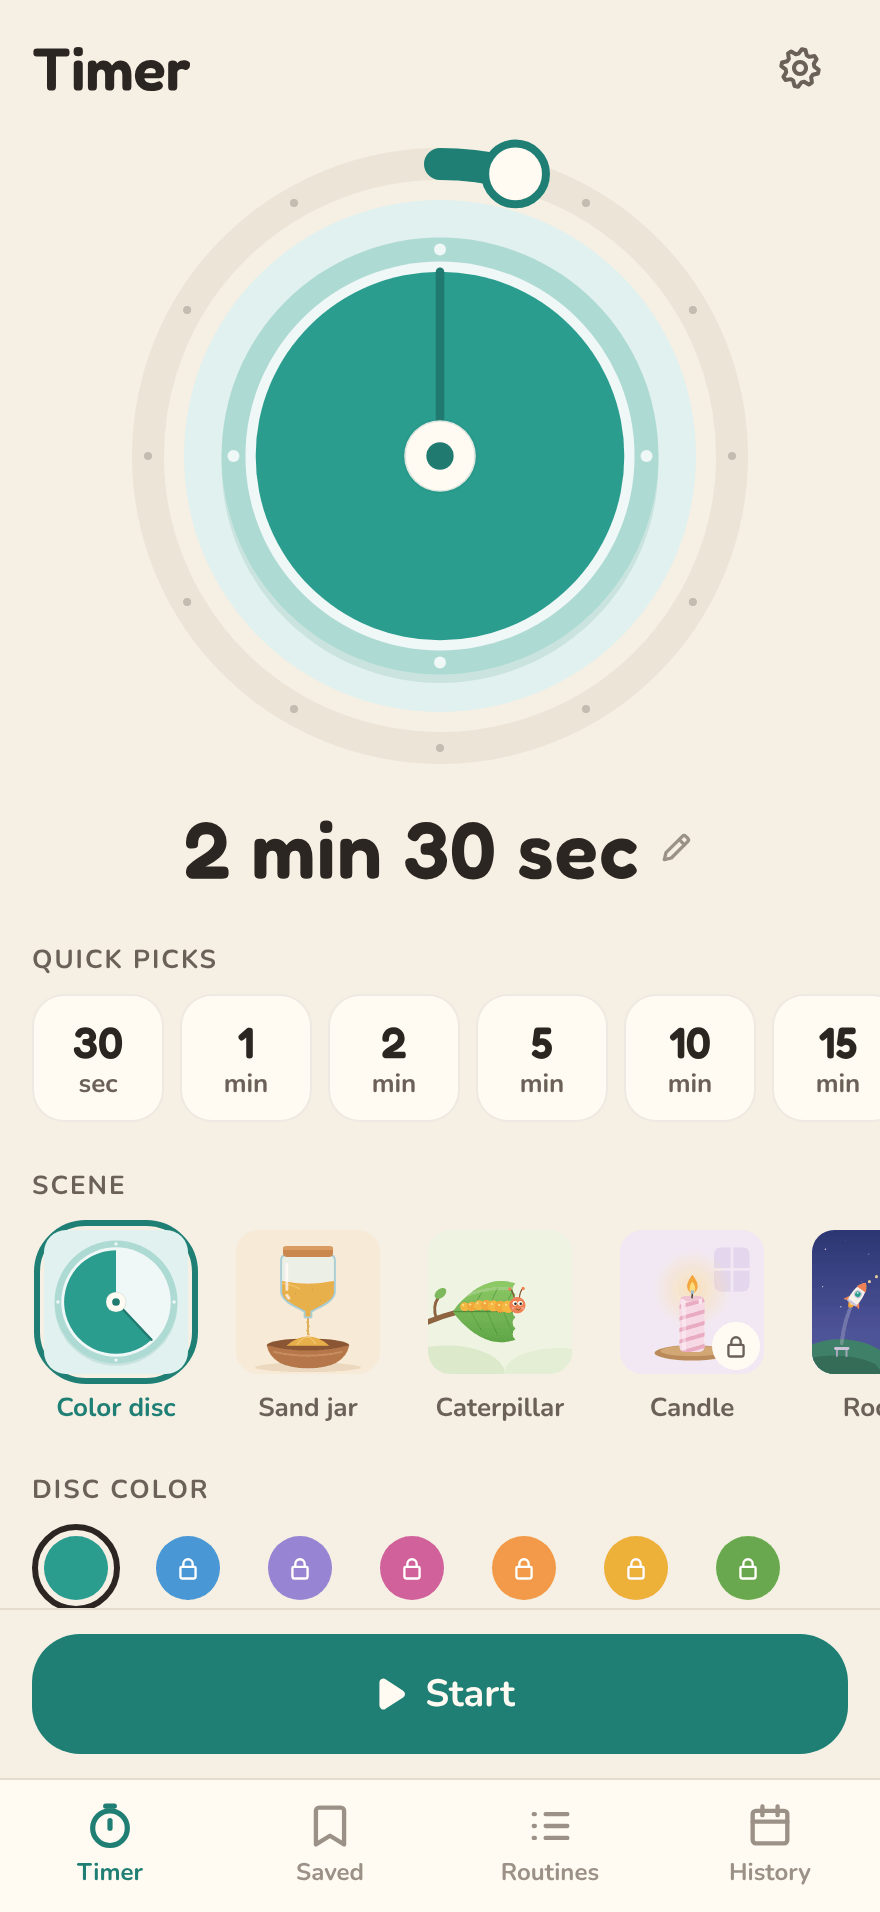 Timer
2 min 30 sec
QUICK PICKS
30 1 2 5 10 15
sec min min min min min
SCENE
Color disc Sand jar Caterpillar Candle
DISC COLOR
Start
Timer Saved Routines History